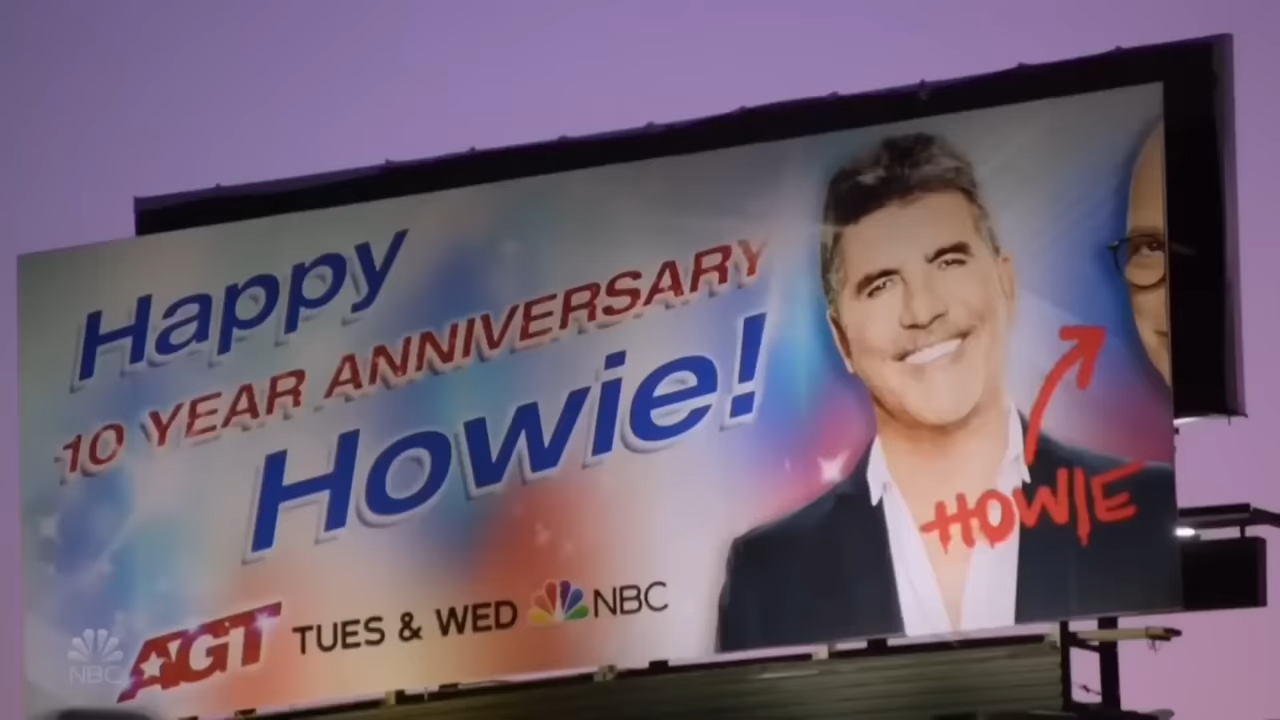 Happy
10 YEAR ANNIVERSARY
Howie!
HOWIE
AGT TUES & WED NBC
NBC